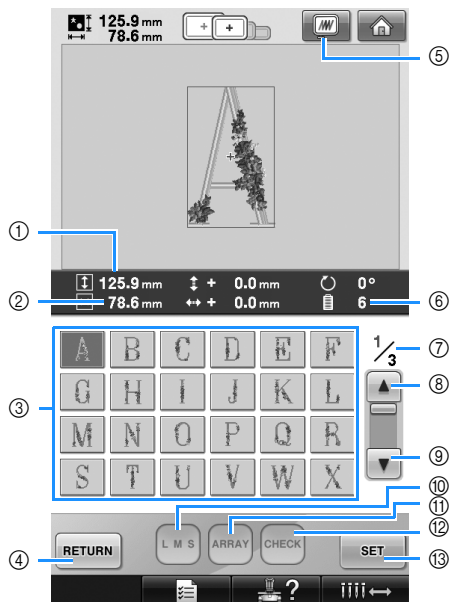 125.9 mm
78.6 mm
⑤
①
125.9 mm + 0.0 mm 0°
② 78.6 mm + 0.0 mm 6 ⑥
A B C D E F 1/3 ⑦
G H I J K L ⑧
③
M N O P Q R ⑨
S T U V W X ⑩
⑪
⑫
④ RETURN L M S ARRAY CHECK SET ⑬
?